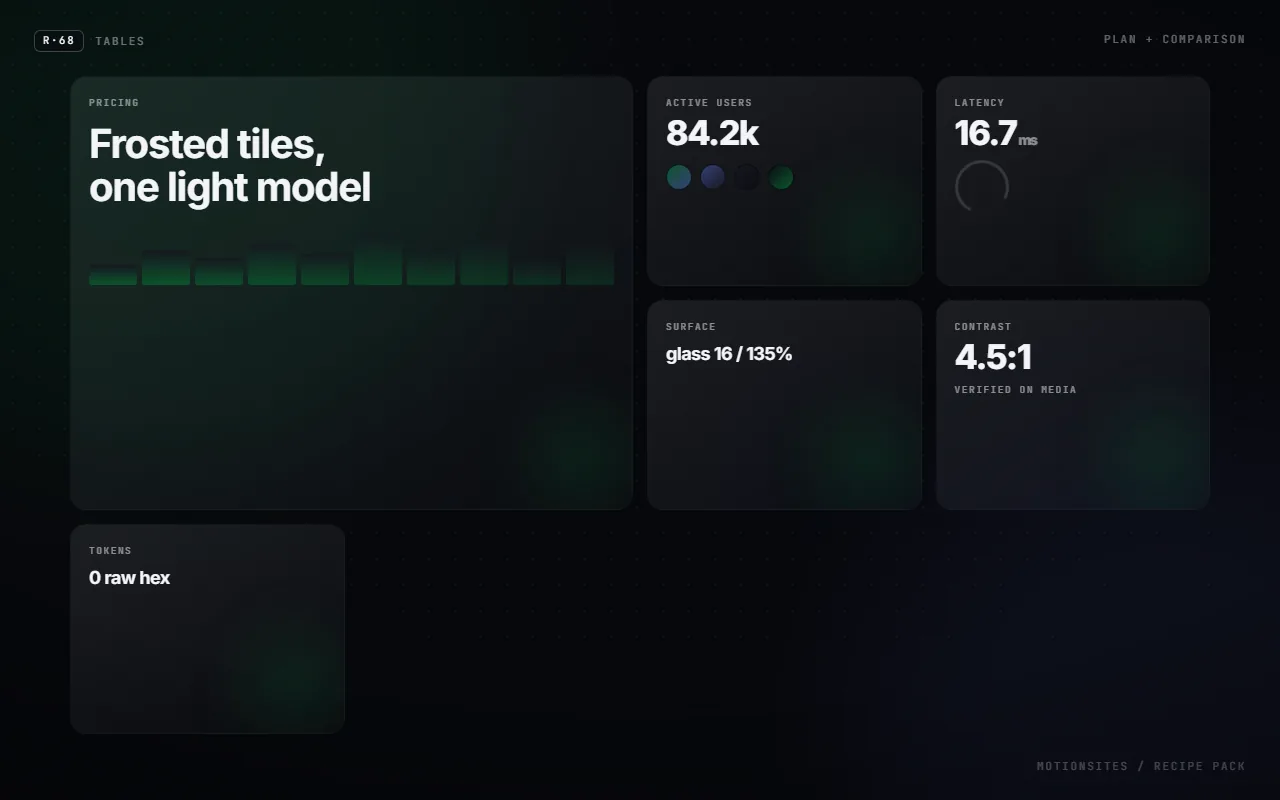 R·68 TABLES
PLAN + COMPARISON
PRICING
Frosted tiles,
one light model
ACTIVE USERS
84.2k
LATENCY
16.7ms
SURFACE
glass 16 / 135%
CONTRAST
4.5:1
VERIFIED ON MEDIA
TOKENS
0 raw hex
MOTIONSITES / RECIPE PACK